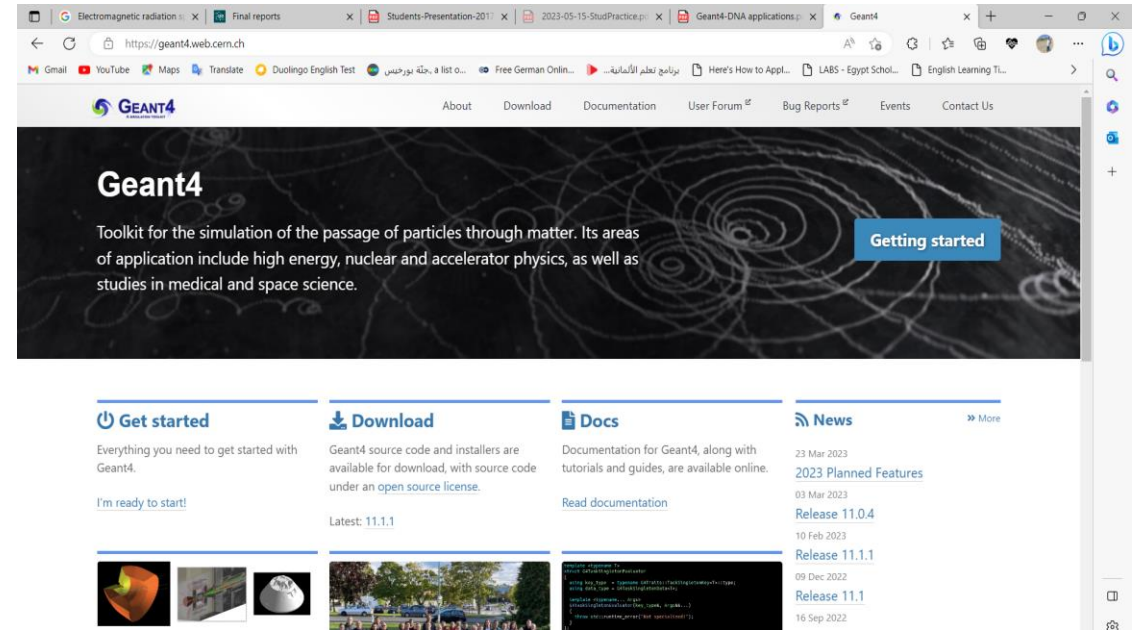 Electromagnetic radiation s
Final reports
Students-Presentation-2017
2023-05-15-StudPractice.pd
Geant4-DNA applications.p
Geant4
https://geant4.web.cern.ch
Gmail
YouTube
Maps
Translate
Duolingo English Test
a list o...
Free German Onlin...
برنامج تعلم الألمانية...
Here's How to Appl...
LABS - Egypt Schol...
English Learning Ti...
GEANT4
A SIMULATION TOOLKIT
About
Download
Documentation
User Forum
Bug Reports
Events
Contact Us
Geant4
Toolkit for the simulation of the passage of particles through matter. Its areas
of application include high energy, nuclear and accelerator physics, as well as
studies in medical and space science.
Getting started
Get started
Everything you need to get started with
Geant4.
I'm ready to start!
Download
Geant4 source code and installers are
available for download, with source code
under an open source license.
Latest: 11.1.1
Docs
Documentation for Geant4, along with
tutorials and guides, are available online.
Read documentation
News
» More
23 Mar 2023
2023 Planned Features
03 Mar 2023
Release 11.0.4
10 Feb 2023
Release 11.1.1
09 Dec 2022
Release 11.1
16 Sep 2022